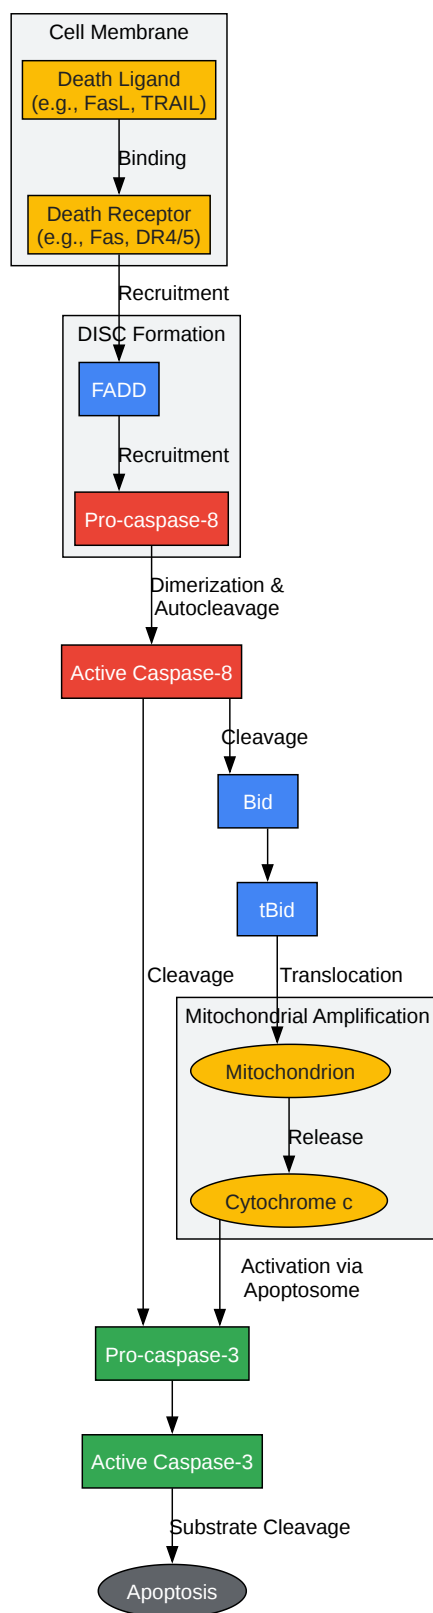 Cell Membrane
Death Ligand
(e.g., FasL, TRAIL)
Binding
Death Receptor
(e.g., Fas, DR4/5)
Recruitment
DISC Formation
FADD
Recruitment
Pro-caspase-8
Dimerization &
Autocleavage
Active Caspase-8
Cleavage
Bid
tBid
Cleavage
Translocation
Mitochondrial Amplification
Mitochondrion
Release
Cytochrome c
Activation via
Apoptosome
Pro-caspase-3
Active Caspase-3
Substrate Cleavage
Apoptosis